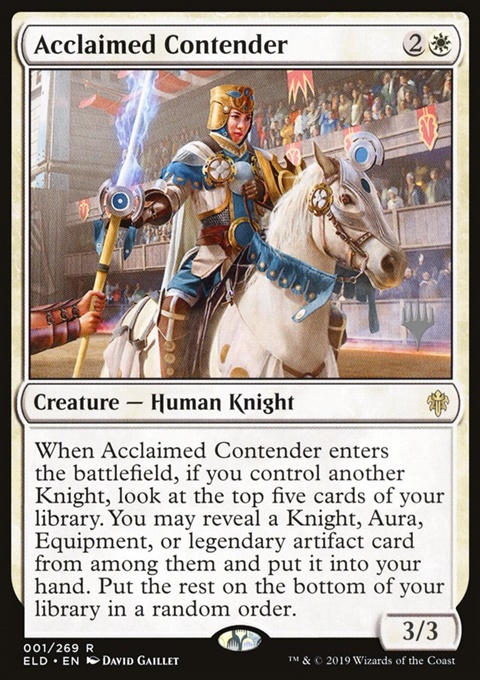 Acclaimed Contender 2
Creature — Human Knight
When Acclaimed Contender enters
the battlefield, if you control another
Knight, look at the top five cards of your
library. You may reveal a Knight, Aura,
Equipment, or legendary artifact card
from among them and put it into your
hand. Put the rest on the bottom of your
library in a random order.
3/3
001/269 R
ELD • EN DAVID GAILLET
™ & © 2019 Wizards of the Coast